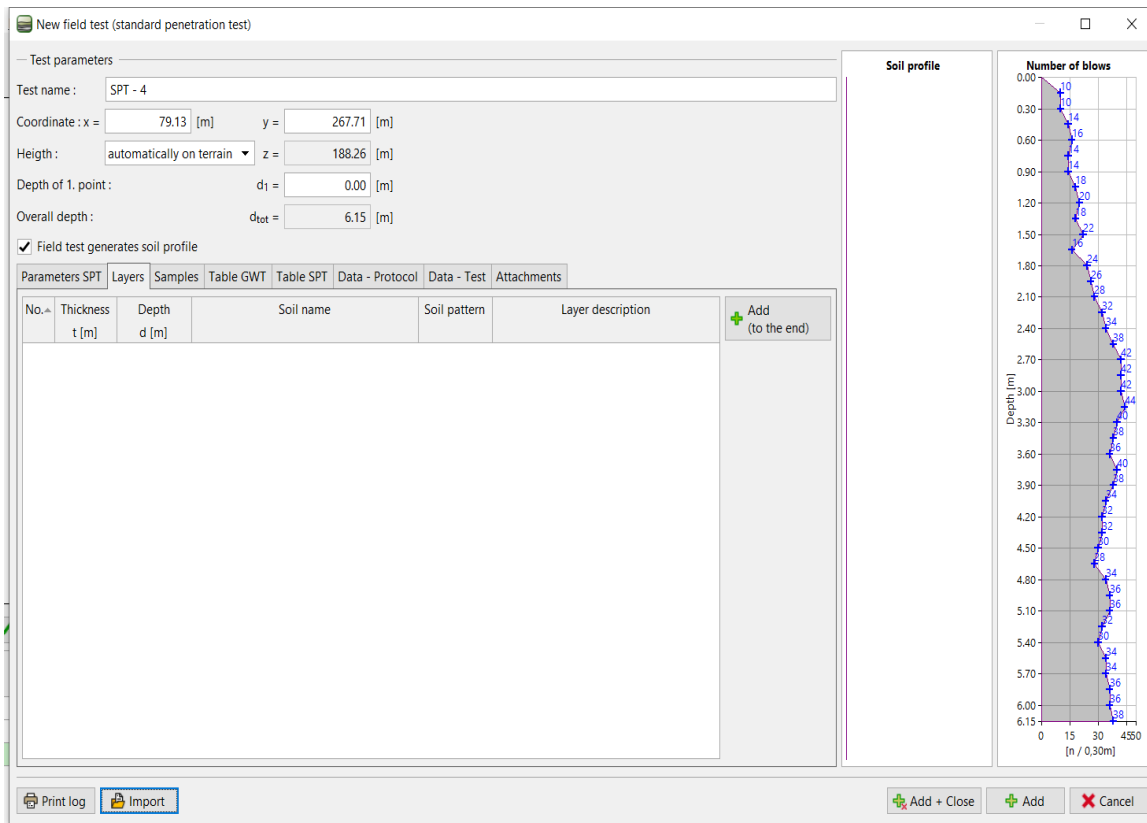 New field test (standard penetration test)
Test parameters
Test name :
SPT - 4
Coordinate : x = 79.13 [m] y = 267.71 [m]
Heigth : automatically on terrain z = 188.26 [m]
Depth of 1. point : d1 = 0.00 [m]
Overall depth : dtot = 6.15 [m]
Field test generates soil profile
Parameters SPT Layers Samples Table GWT Table SPT Data - Protocol Data - Test Attachments
No. Thickness Depth Soil name Soil pattern Layer description
t [m] d [m]
Add
(to the end)
Soil profile
Number of blows
0.00
10
0.30 10
14
0.60 16
14
0.90 14
18
1.20 20
18
1.50 22
16
1.80 24
26
2.10 28
32
2.40 34
38
2.70 42
42
3.00 42
44
3.30 40
38
3.60 36
40
3.90 38
34
4.20 32
32
4.50 30
28
4.80 34
36
5.10 36
32
5.40 30
34
5.70 34
36
6.00 36
6.15 38
Depth [m]
0 15 30 4550
[n / 0,30m]
Print log Import Add + Close Add Cancel